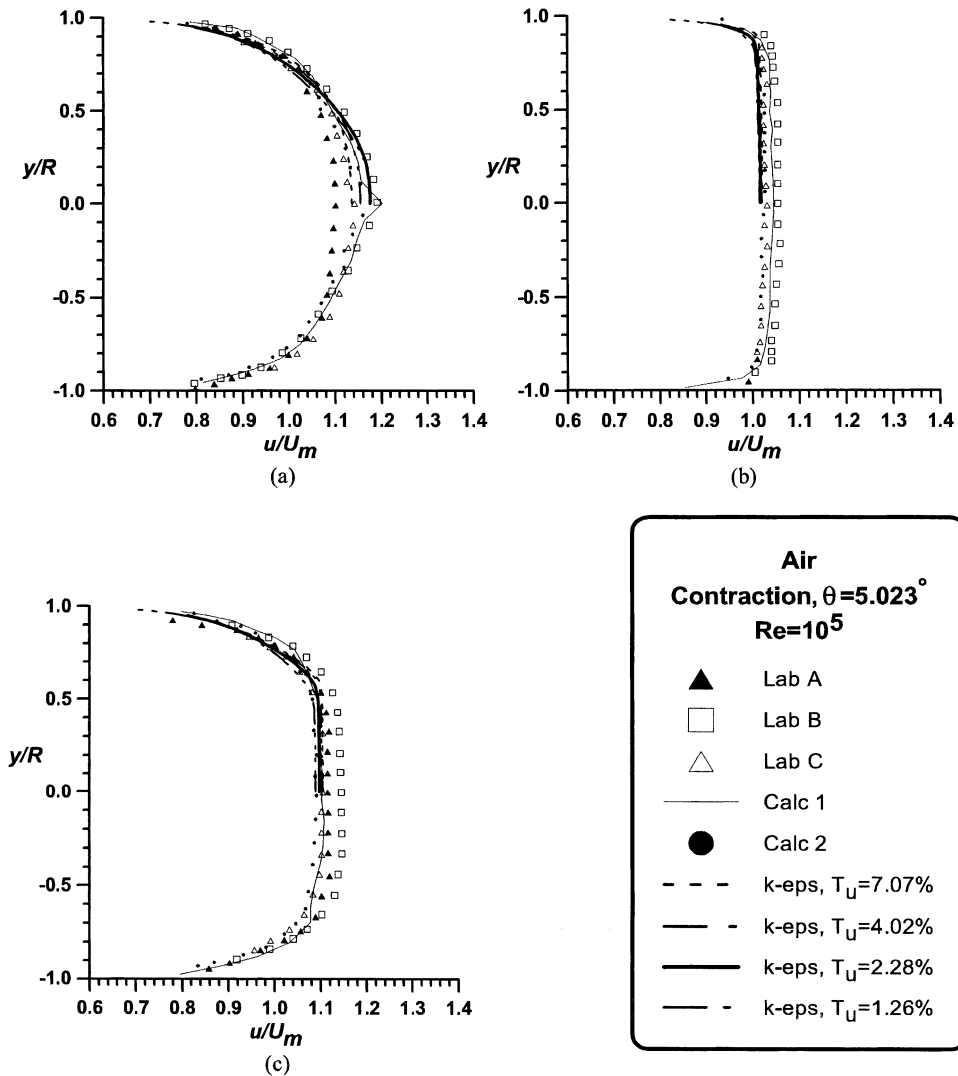 1.0
0.5
y/R
0.0
-0.5
-1.0
0.6 0.7 0.8 0.9 1.0 1.1 1.2 1.3 1.4
u/Um
(a)
1.0
0.5
y/R
0.0
-0.5
-1.0
0.6 0.7 0.8 0.9 1.0 1.1 1.2 1.3 1.4
u/Um
(b)
1.0
0.5
y/R
0.0
-0.5
-1.0
0.6 0.7 0.8 0.9 1.0 1.1 1.2 1.3 1.4
u/Um
(c)
Air
Contraction, θ=5.023°
Re=10⁵
Lab A
Lab B
Lab C
Calc 1
Calc 2
k-eps, Tu=7.07%
k-eps, Tu=4.02%
k-eps, Tu=2.28%
k-eps, Tu=1.26%